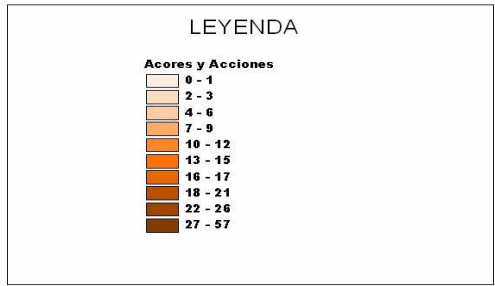 LEYENDA
Acores y Acciones
0 - 1
2 - 3
4 - 6
7 - 9
10 - 12
13 - 15
16 - 17
18 - 21
22 - 26
27 - 57